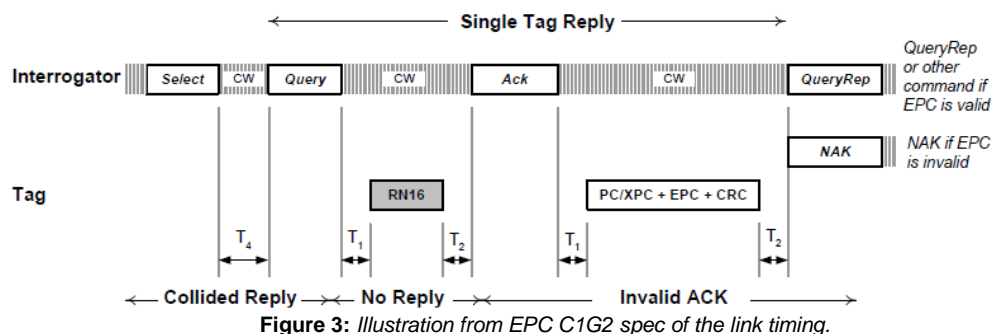 Single Tag Reply
Interrogator
Select
CW
Query
CW
Ack
CW
QueryRep
QueryRep
or other
command if
EPC is valid
NAK
NAK if EPC
is invalid
Tag
RN16
PC/XPC + EPC + CRC
T4
T1
T2
T1
T2
Collided Reply
No Reply
Invalid ACK
Figure 3: Illustration from EPC C1G2 spec of the link timing.